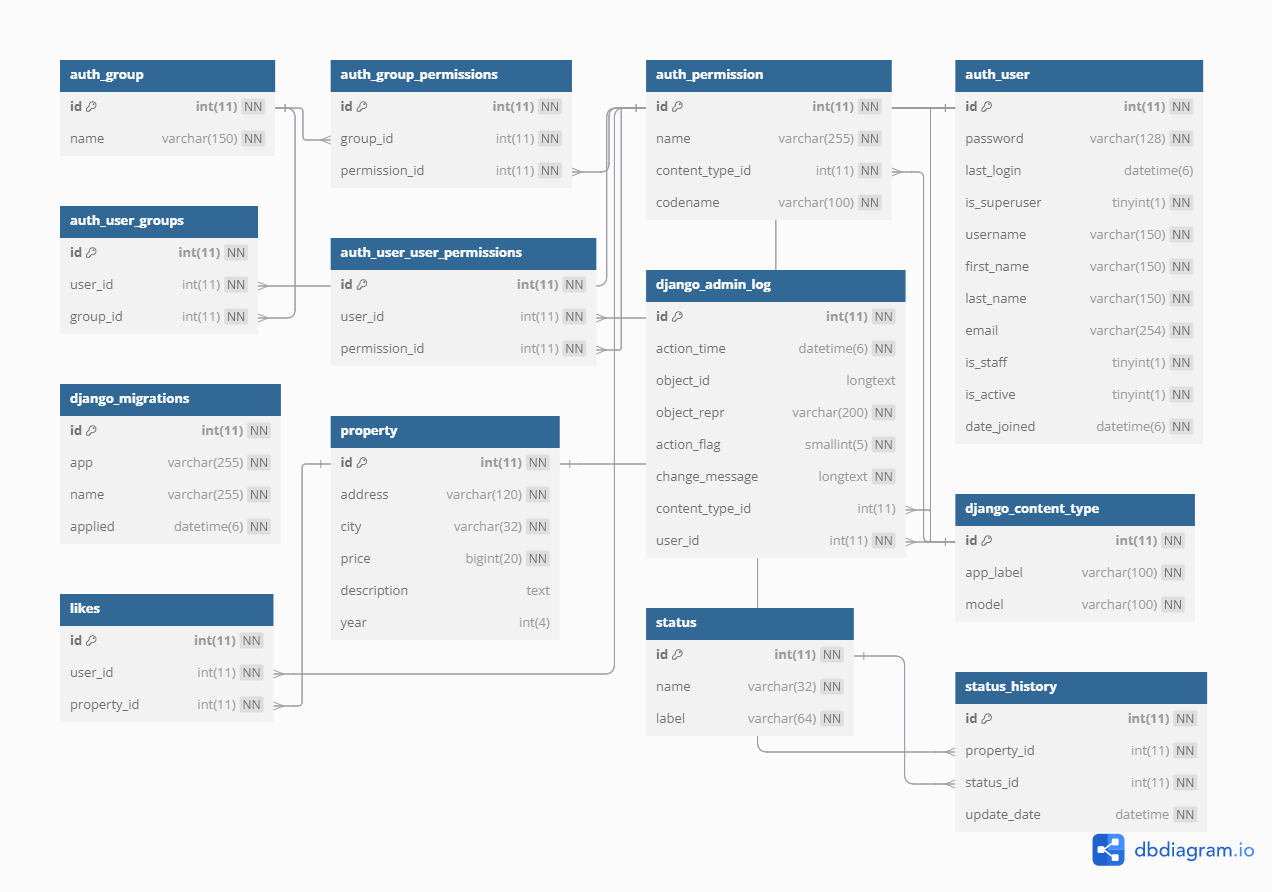 auth_group
id int(11) NN
name varchar(150) NN
auth_group_permissions
id int(11) NN
group_id int(11) NN
permission_id int(11) NN
auth_permission
id int(11) NN
name varchar(255) NN
content_type_id int(11) NN
codename varchar(100) NN
auth_user
id int(11) NN
password varchar(128) NN
last_login datetime(6)
is_superuser tinyint(1) NN
username varchar(150) NN
first_name varchar(150) NN
last_name varchar(150) NN
email varchar(254) NN
is_staff tinyint(1) NN
is_active tinyint(1) NN
date_joined datetime(6) NN
auth_user_groups
id int(11) NN
user_id int(11) NN
group_id int(11) NN
auth_user_user_permissions
id int(11) NN
user_id int(11) NN
permission_id int(11) NN
django_admin_log
id int(11) NN
action_time datetime(6) NN
object_id longtext
object_repr varchar(200) NN
action_flag smallint(5) NN
change_message longtext NN
content_type_id int(11)
user_id int(11) NN
django_migrations
id int(11) NN
app varchar(255) NN
name varchar(255) NN
applied datetime(6) NN
property
id int(11) NN
address varchar(120) NN
city varchar(32) NN
price bigint(20) NN
description text
year int(4)
django_content_type
id int(11) NN
app_label varchar(100) NN
model varchar(100) NN
likes
id int(11) NN
user_id int(11) NN
property_id int(11) NN
status
id int(11) NN
name varchar(32) NN
label varchar(64) NN
status_history
id int(11) NN
property_id int(11) NN
status_id int(11) NN
update_date datetime NN
dbdiagram.io